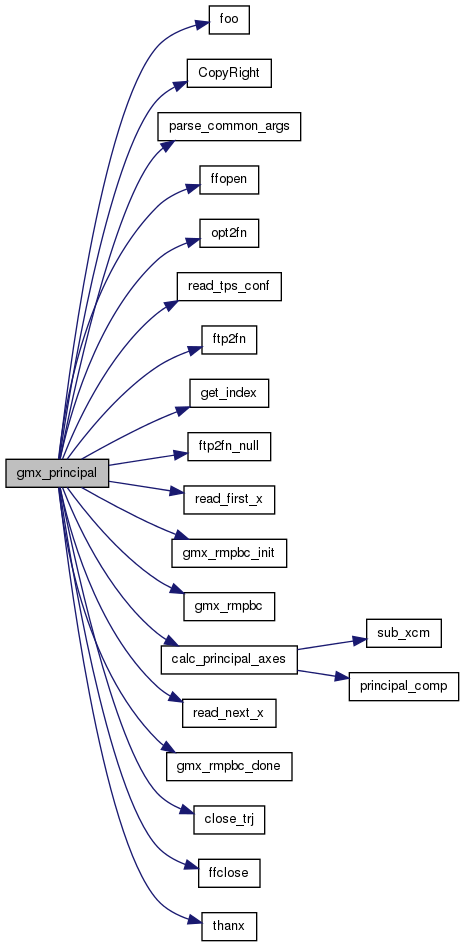 foo
CopyRight
parse_common_args
ffopen
opt2fn
read_tps_conf
ftp2fn
get_index
ftp2fn_null
gmx_principal
read_first_x
gmx_rmpbc_init
gmx_rmpbc
sub_xcm
calc_principal_axes
principal_comp
read_next_x
gmx_rmpbc_done
close_trj
ffclose
thanx